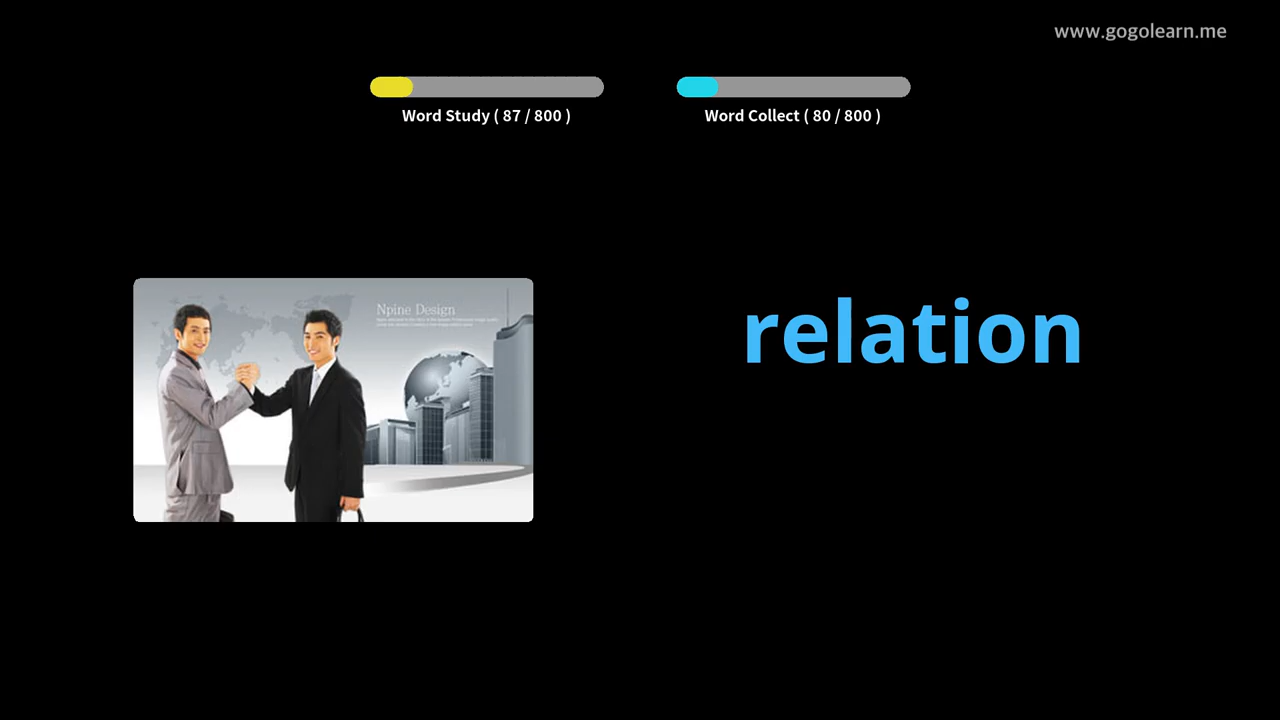 www.gogolearn.me
Word Study ( 87 / 800 )
Word Collect ( 80 / 800 )
Npine Design
relation